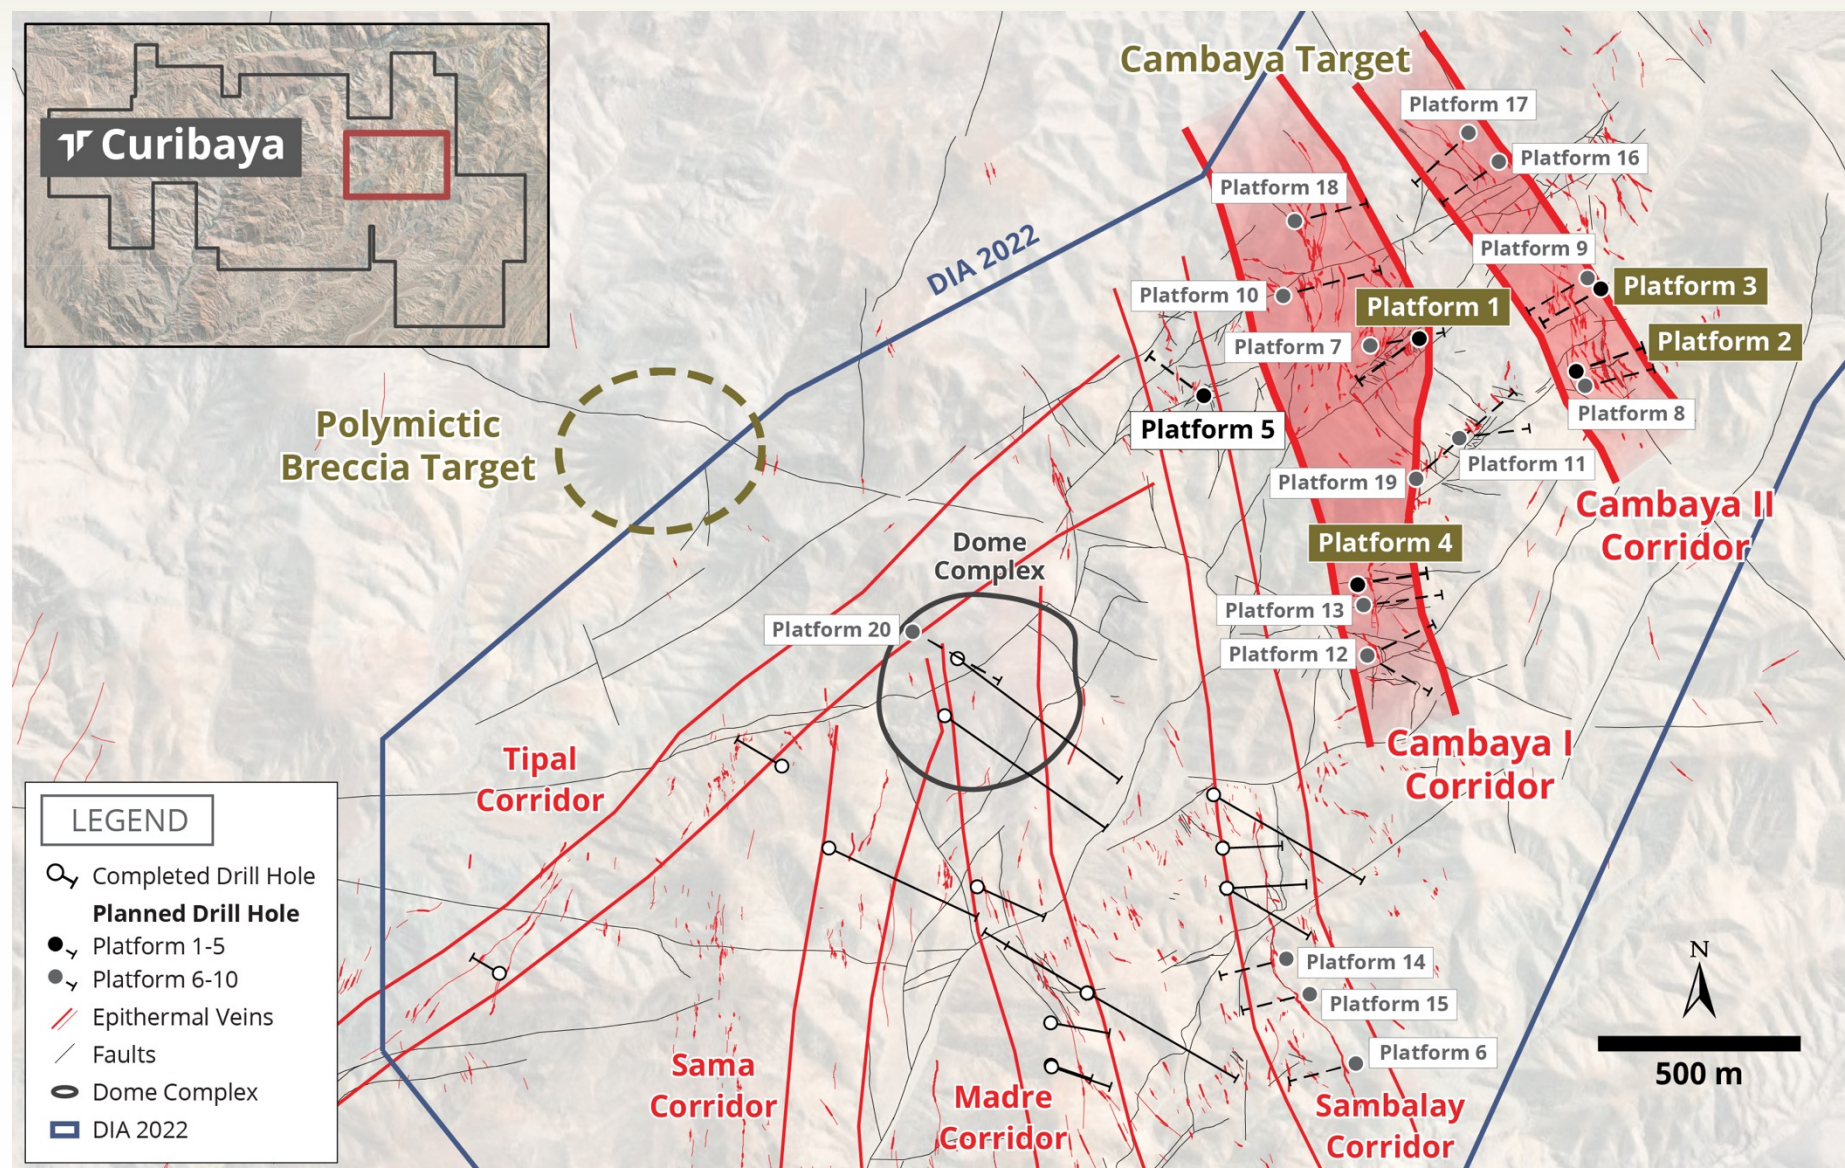 Curibaya
Cambaya Target
Platform 17
Platform 16
Platform 18
DIA 2022
Platform 9
Platform 3
Platform 10
Platform 1
Platform 2
Platform 7
Platform 8
Platform 5
Polymictic
Breccia Target
Platform 11
Platform 19
Cambaya II
Corridor
Platform 4
Dome
Complex
Platform 13
Platform 20
Platform 12
Cambaya I
Corridor
Tipal
Corridor
LEGEND
Completed Drill Hole
Planned Drill Hole
Platform 1-5
Platform 6-10
Epithermal Veins
Faults
Dome Complex
DIA 2022
Platform 14
Platform 15
Platform 6
Sama
Corridor
Madre
Corridor
Sambalay
Corridor
N
500 m